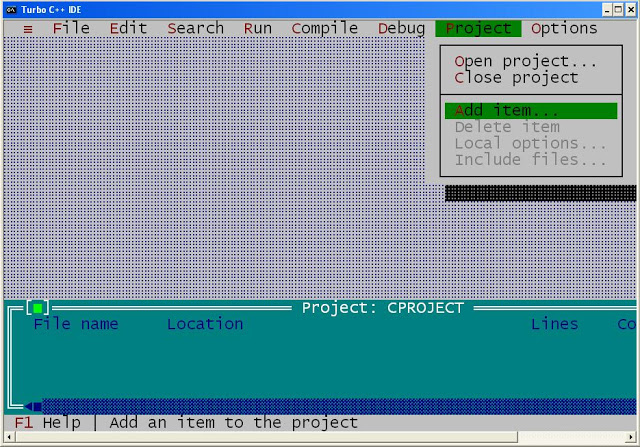 Turbo C++ IDE
≡ File Edit Search Run Compile Debug Project Options
Open project...
Close project
Add item...
Delete item
Local options...
Include files...
Project: CPROJECT
File name Location Lines Co
F1 Help | Add an item to the project